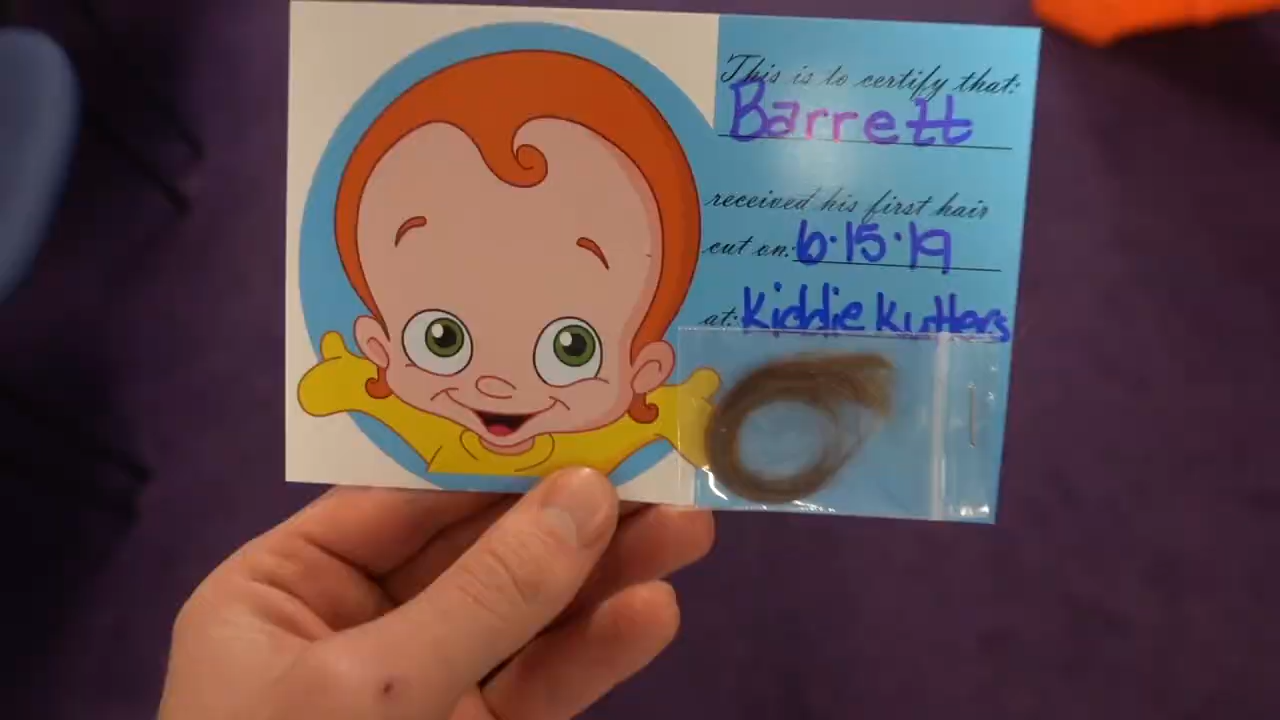 This is to certify that:
Barrett
received his first hair
cut on: 6·15·19
at: Kiddie Kutters